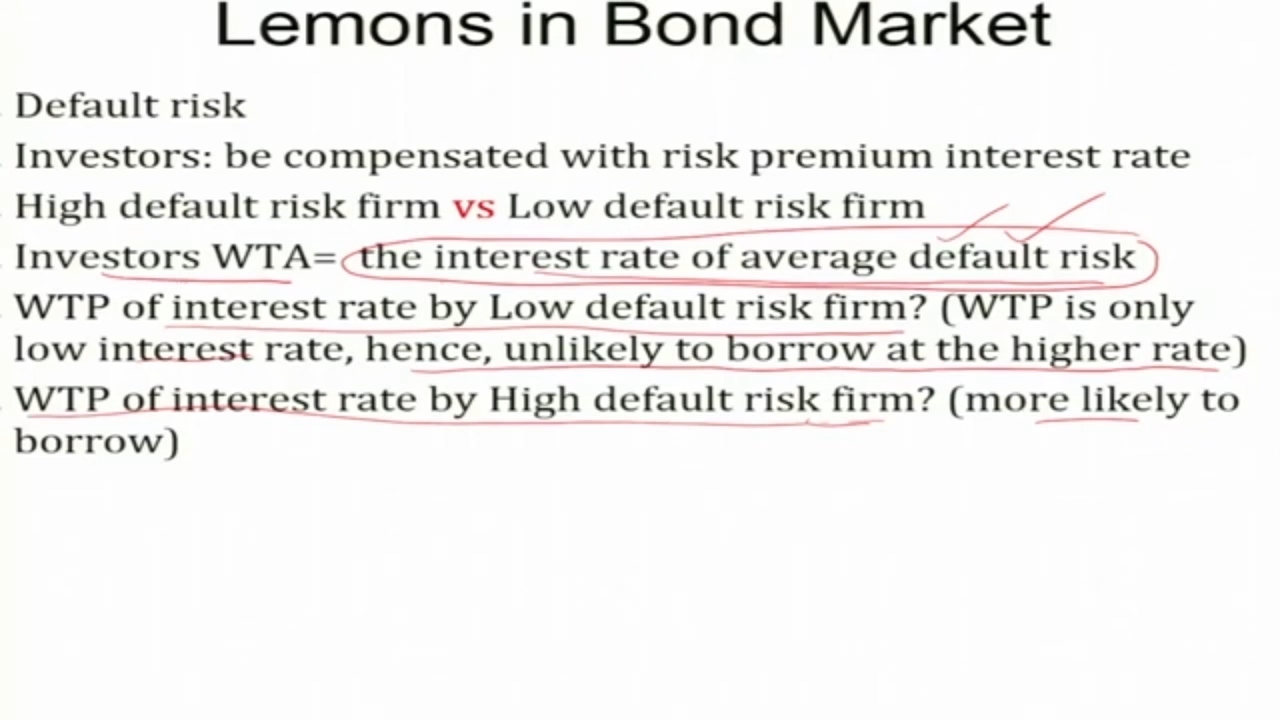 Lemons in Bond Market
Default risk
Investors: be compensated with risk premium interest rate
High default risk firm vs Low default risk firm
Investors WTA= the interest rate of average default risk
WTP of interest rate by Low default risk firm? (WTP is only
low interest rate, hence, unlikely to borrow at the higher rate)
WTP of interest rate by High default risk firm? (more likely to
borrow)